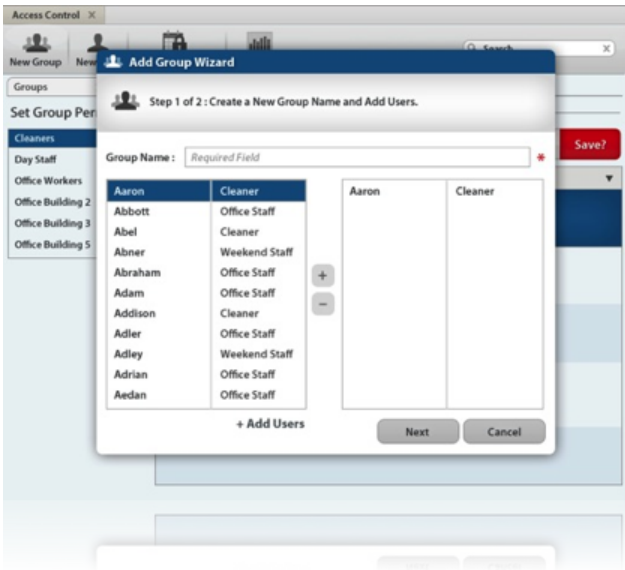 Access Control X
New Group New
Search X
Groups
Set Group Per
Cleaners
Day Staff
Office Workers
Office Building 2
Office Building 3
Office Building 5
Save?
Add Group Wizard
Step 1 of 2 : Create a New Group Name and Add Users.
Group Name : Required Field *
Aaron Cleaner
Abbott Office Staff
Abel Cleaner
Abner Weekend Staff
Abraham Office Staff
Adam Office Staff
Addison Cleaner
Adler Office Staff
Adley Weekend Staff
Adrian Office Staff
Aedan Office Staff
+
−
Aaron Cleaner
+ Add Users
Next Cancel